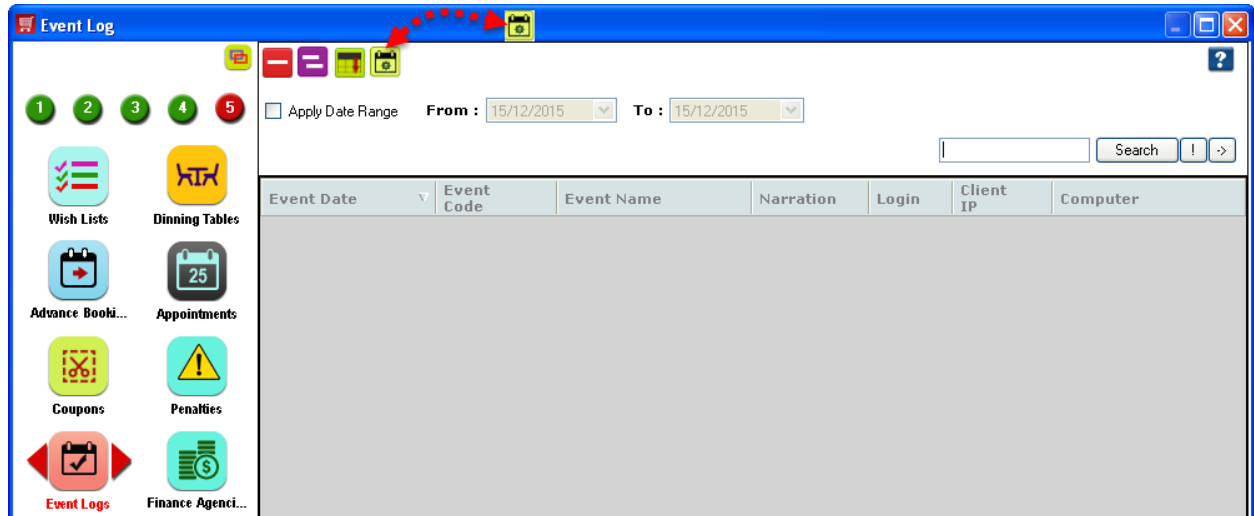 Event Log
?
1 2 3 4 5
Apply Date Range From : 15/12/2015 To : 15/12/2015
Search ! ->
Event Date Event Code Event Name Narration Login Client IP Computer
Wish Lists Dinning Tables
25
Advance Booki... Appointments
Coupons Penalties
$
Event Logs Finance Agenci...